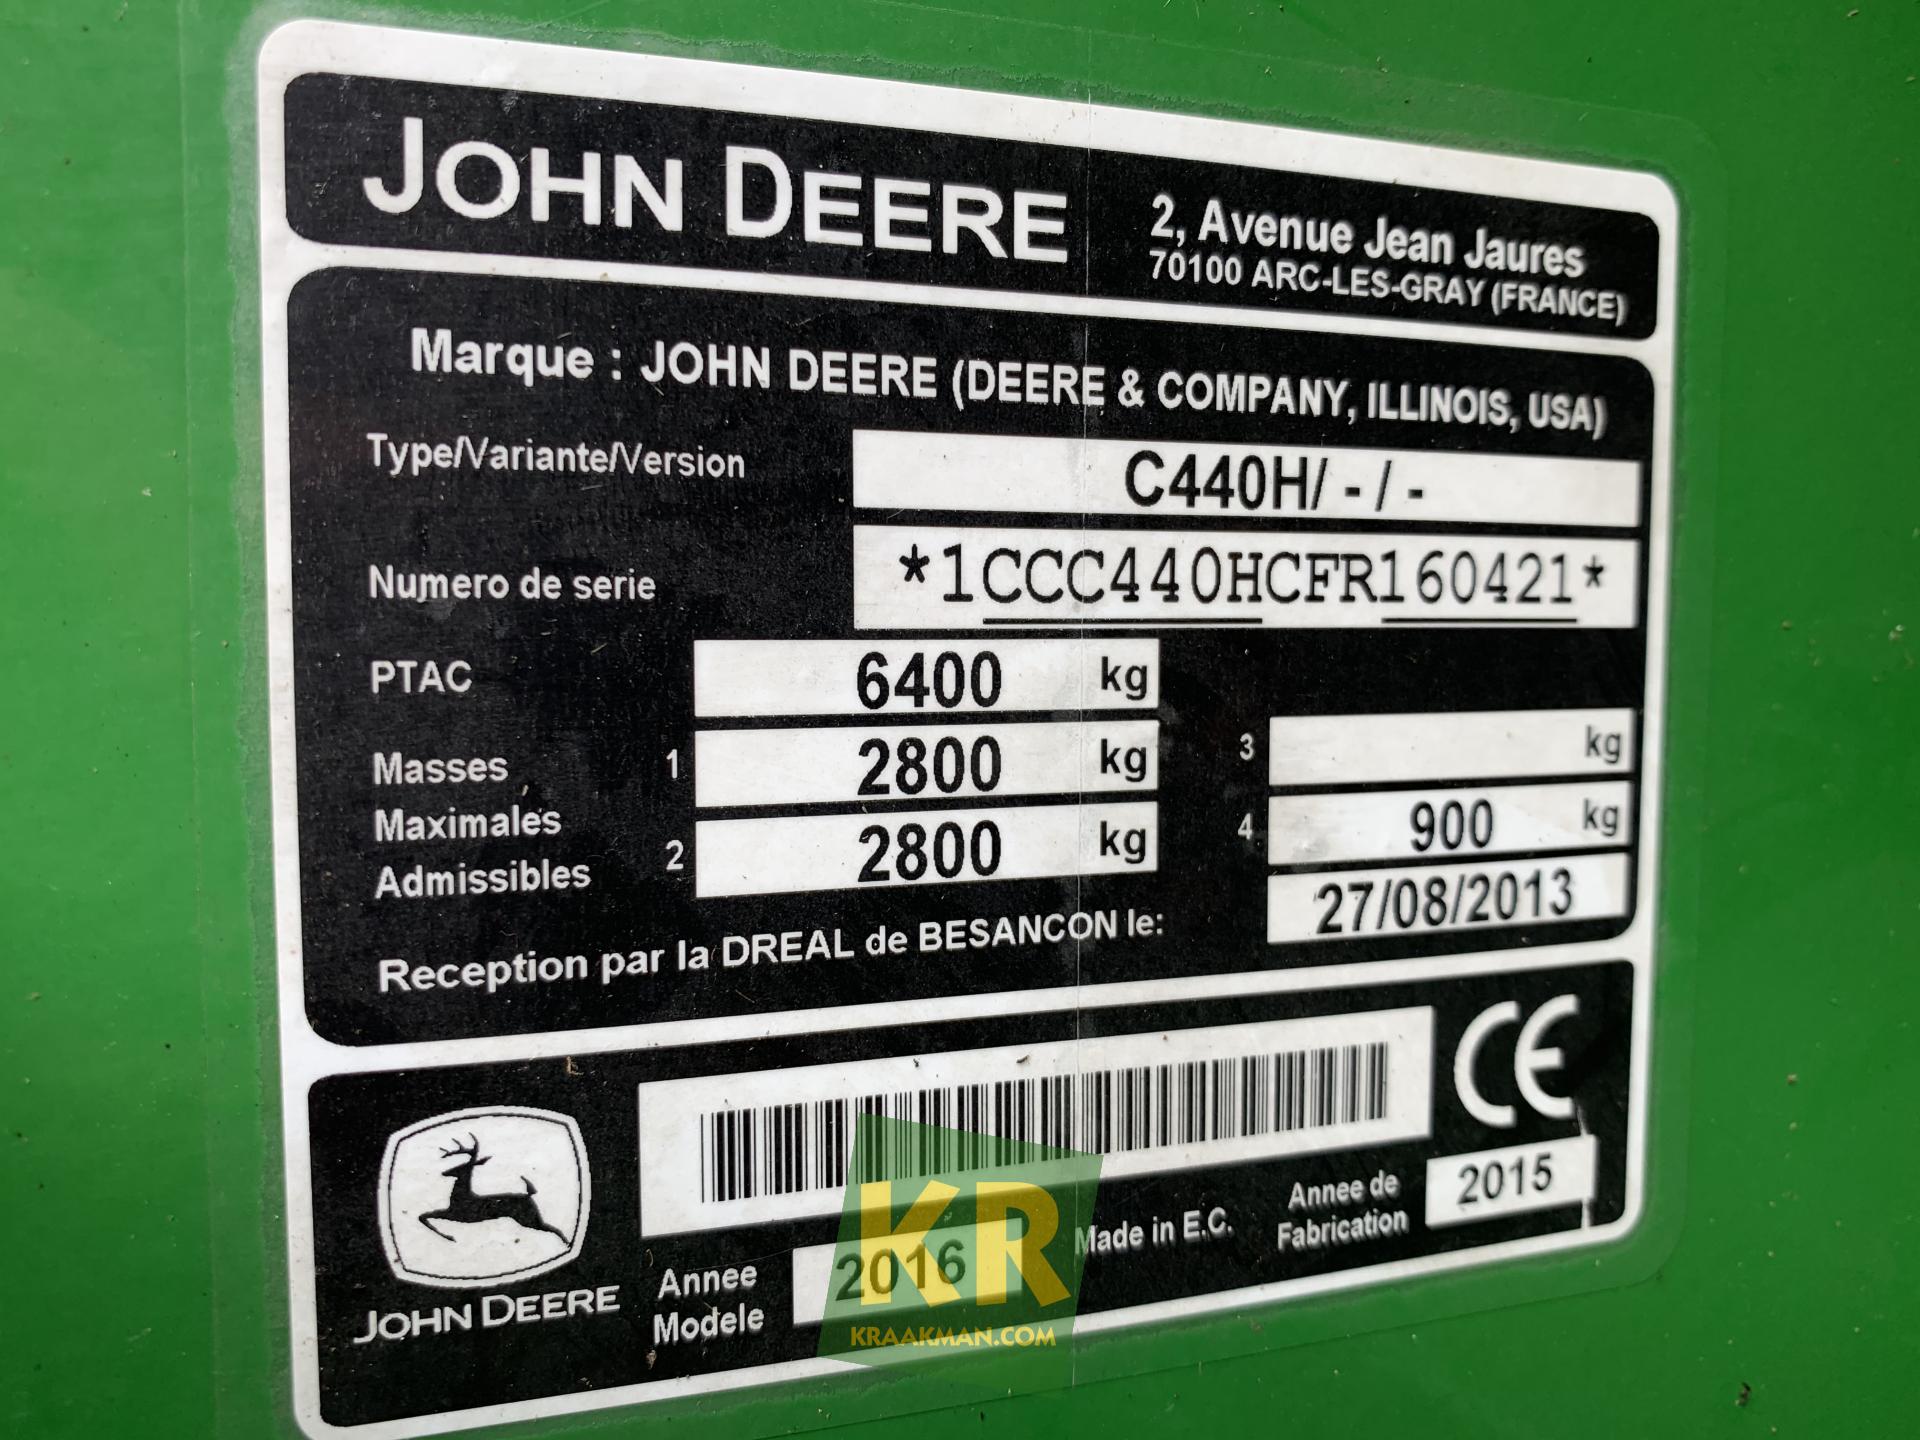 JOHN DEERE
2, Avenue Jean Jaures
70100 ARC-LES-GRAY (FRANCE)
Marque : JOHN DEERE (DEERE & COMPANY, ILLINOIS, USA)
Type/Variante/Version C440H/ - / -
Numero de serie *1CCC440HCFR160421*
PTAC 6400 kg
Masses 1 2800 kg 3 kg
Maximales
Admissibles 2 2800 kg 4 900 kg
Reception par la DREAL de BESANCON le: 27/08/2013
CE
JOHN DEERE
Annee
Modele 2016
Made in E.C.
Annee de
Fabrication 2015
KR
KRAAKMAN.COM